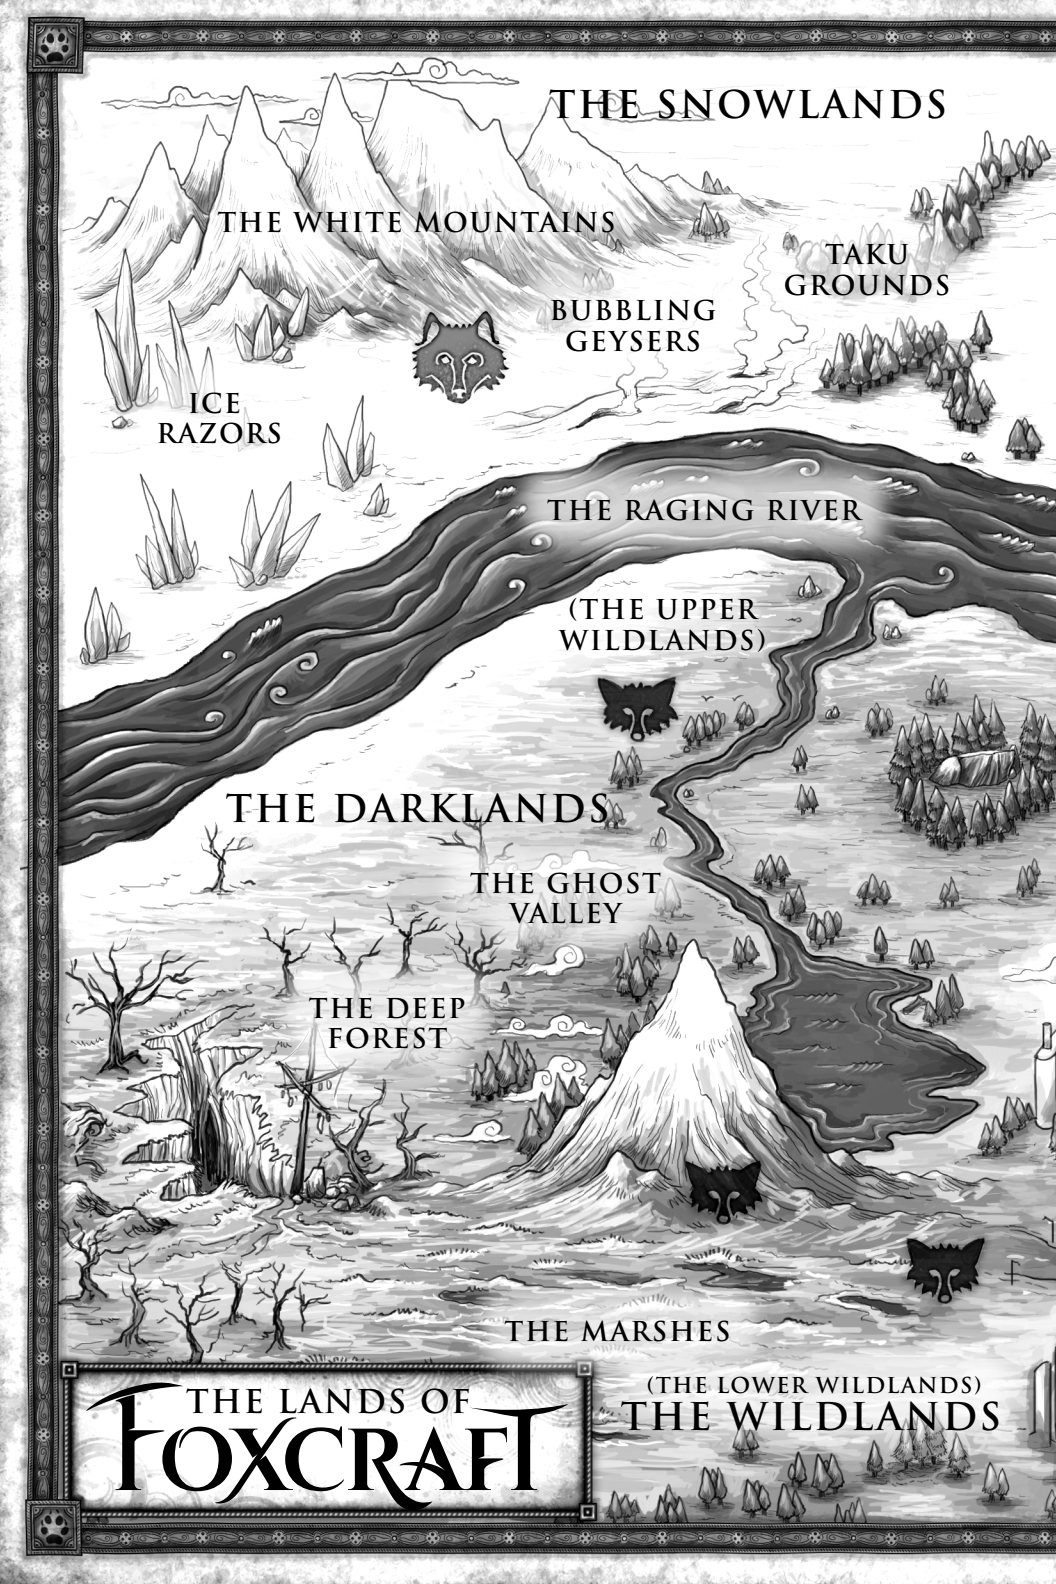 THE SNOWLANDS
THE WHITE MOUNTAINS
TAKU
GROUNDS
BUBBLING
GEYSERS
ICE
RAZORS
THE RAGING RIVER
(THE UPPER
WILDLANDS)
THE DARKLANDS
THE GHOST
VALLEY
THE DEEP
FOREST
THE MARSHES
(THE LOWER WILDLANDS)
THE WILDLANDS
THE LANDS OF
FOXCRAFT